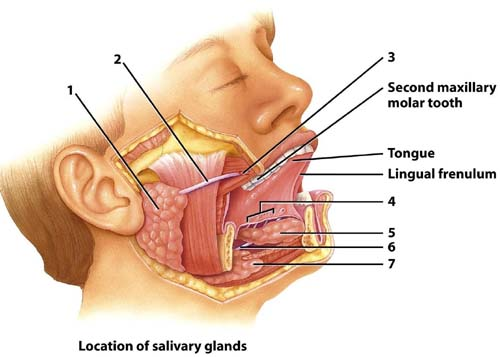 3
2
Second maxillary
molar tooth
1
Tongue
Lingual frenulum
4
5
6
7
Location of salivary glands